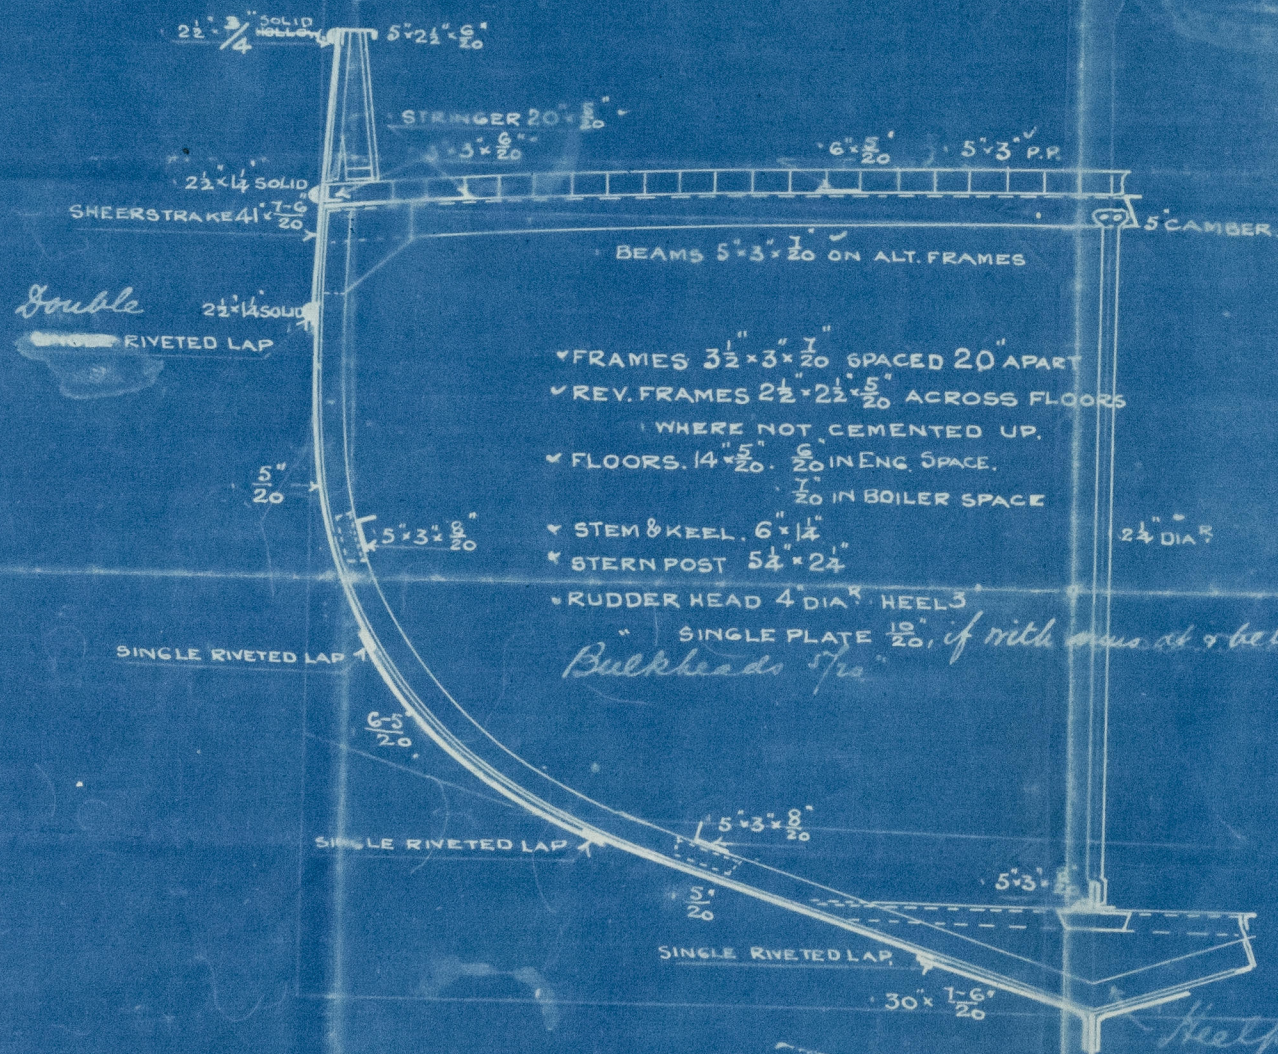 2½" × 3/4" SOLID
5" × 2½" × 6/20"
STRINGER 20" × 5/20"
3" × 6/20"
6" × 5/20"
5" × 3" P.P.
2½" × 1¼" SOLID
SHEERSTRAKE 41" × 7-6/20"
5" CAMBER
BEAMS 5" × 3" × 7/20" ON ALT. FRAMES
Double
2½" × 1¼" SOLID
RIVETED LAP
FRAMES 3½" × 3" × 7/20" SPACED 20" APART
REV. FRAMES 2½" × 2½" × 5/20" ACROSS FLOORS
WHERE NOT CEMENTED UP.
FLOORS. 14" × 5/20". 6/20" IN ENG. SPACE.
7/20" IN BOILER SPACE
5/20"
5" × 3" × 8/20"
STEM & KEEL. 6" × 1¼"
STERN POST 5¼" × 2¼"
2¼" DIAR.
RUDDER HEAD 4" DIAR. HEEL 3"
" SINGLE PLATE 10/20", if with
Bulkheads 5/20"
SINGLE RIVETED LAP
6-5/20"
5" × 3" × 8/20"
SINGLE RIVETED LAP
5" × 3" ×
5/20"
SINGLE RIVETED LAP.
30" × 7-6/20"